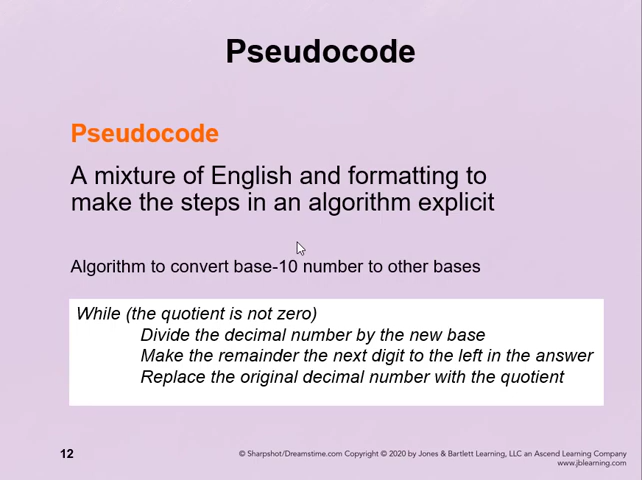 Pseudocode
Pseudocode
A mixture of English and formatting to
make the steps in an algorithm explicit
Algorithm to convert base-10 number to other bases
While (the quotient is not zero)
Divide the decimal number by the new base
Make the remainder the next digit to the left in the answer
Replace the original decimal number with the quotient
12
© Sharpshot/Dreamstime.com Copyright © 2020 by Jones & Bartlett Learning, LLC an Ascend Learning Company
www.jblearning.com